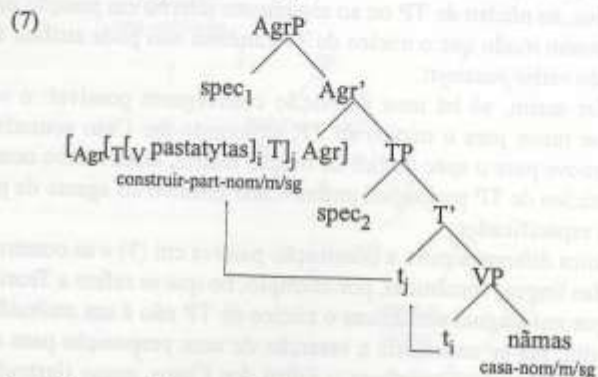 (7)
AgrP
spec₁ Agr'
[Agr[T[V pastatytas]i T]j Agr] TP
construir-part-nom/m/sg
spec₂ T'
tj VP
ti nãmas
casa-nom/m/sg